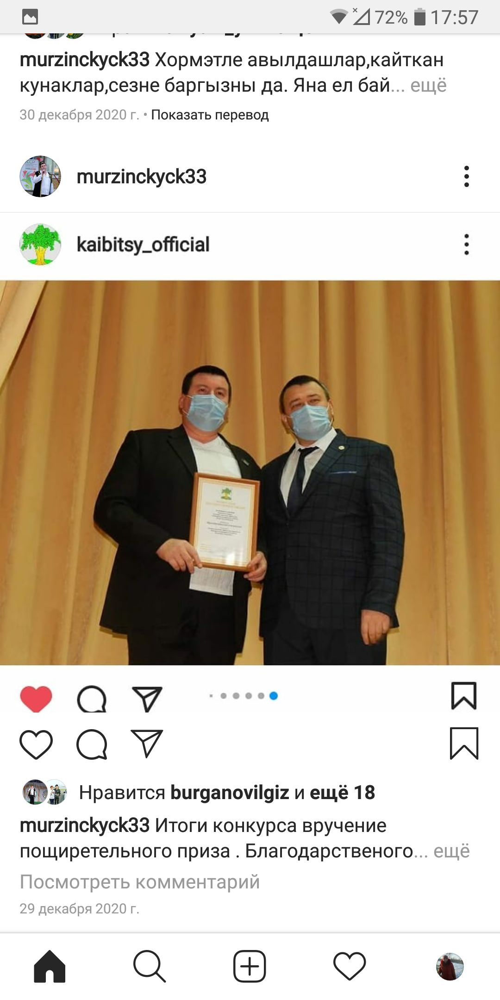 72% 17:57
murzinckyck33 Хормэтле авылдашлар,кайткан
кунаклар,сезне баргызны да. Яна ел бай... ещё
30 декабря 2020 г. • Показать перевод
murzinckyck33
kaibitsy_official
Нравится burganovilgiz и ещё 18
murzinckyck33 Итоги конкурса вручение
пощиретельного приза . Благодарственого... ещё
Посмотреть комментарий
29 декабря 2020 г.